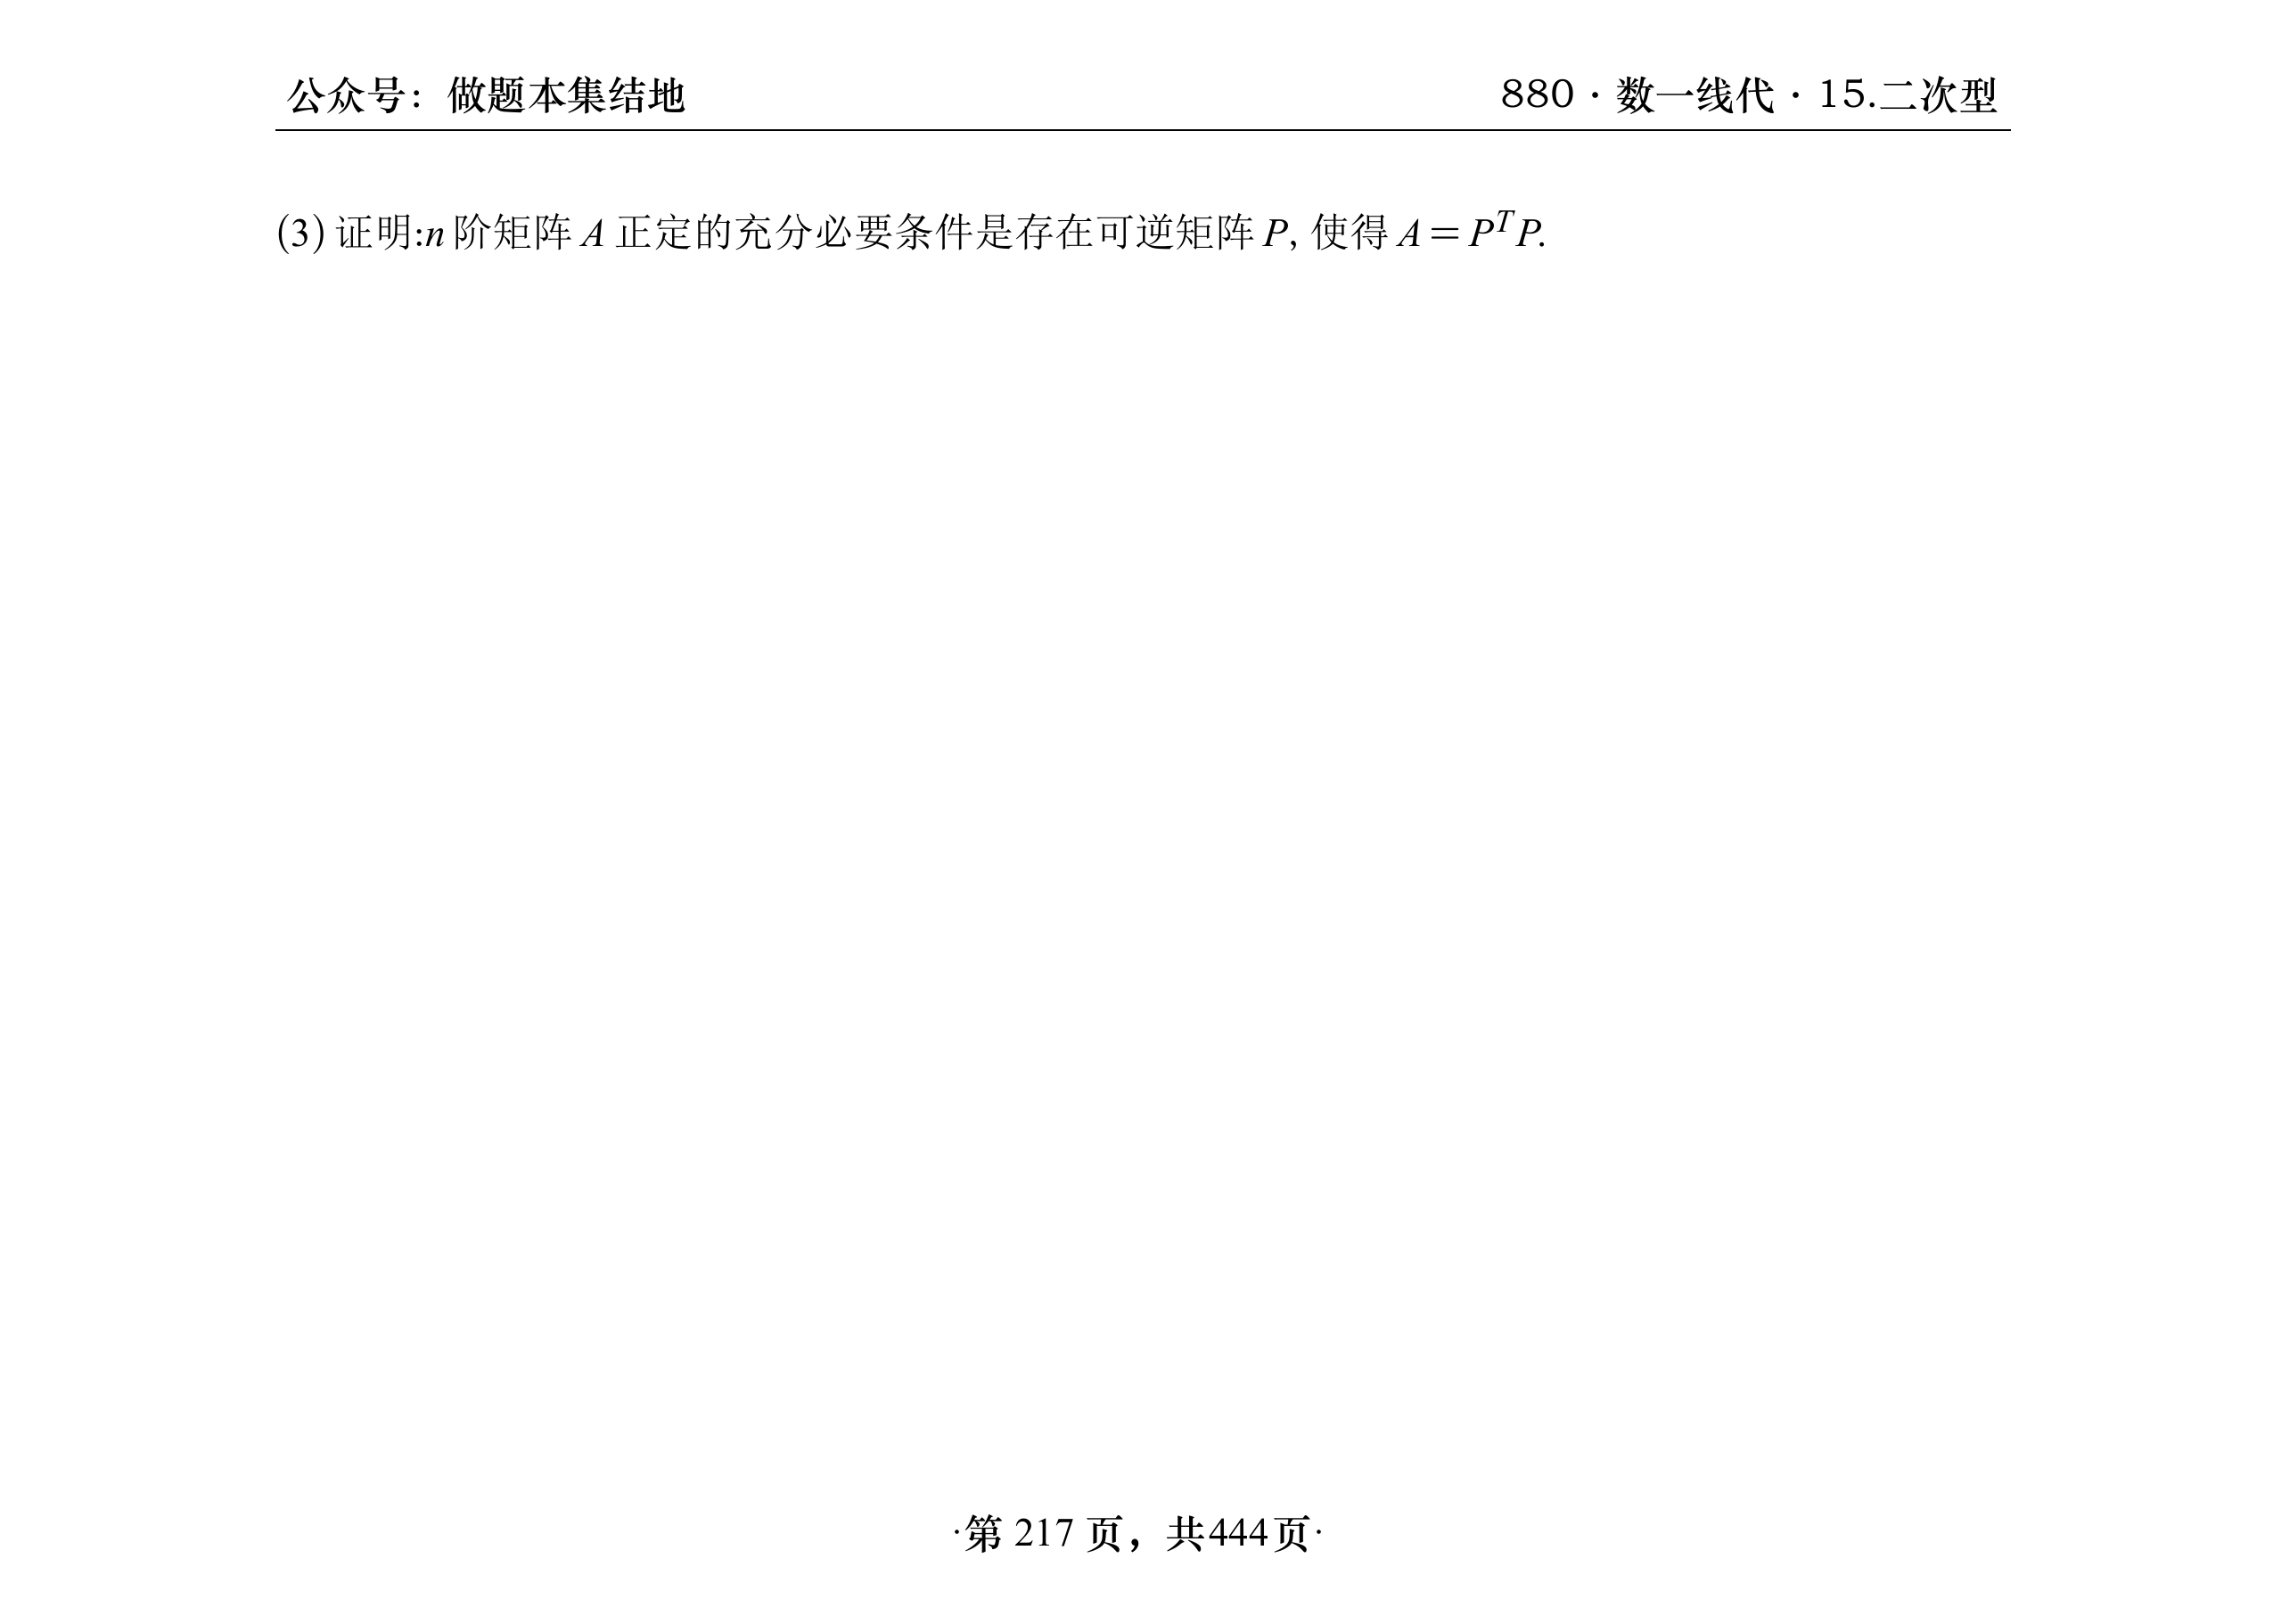 公众号：做题本集结地
880·数一线代·15.二次型
(3) 证明:n 阶矩阵 A 正定的充分必要条件是存在可逆矩阵 P, 使得 A = PᵀP.
·第 217 页，共444页·